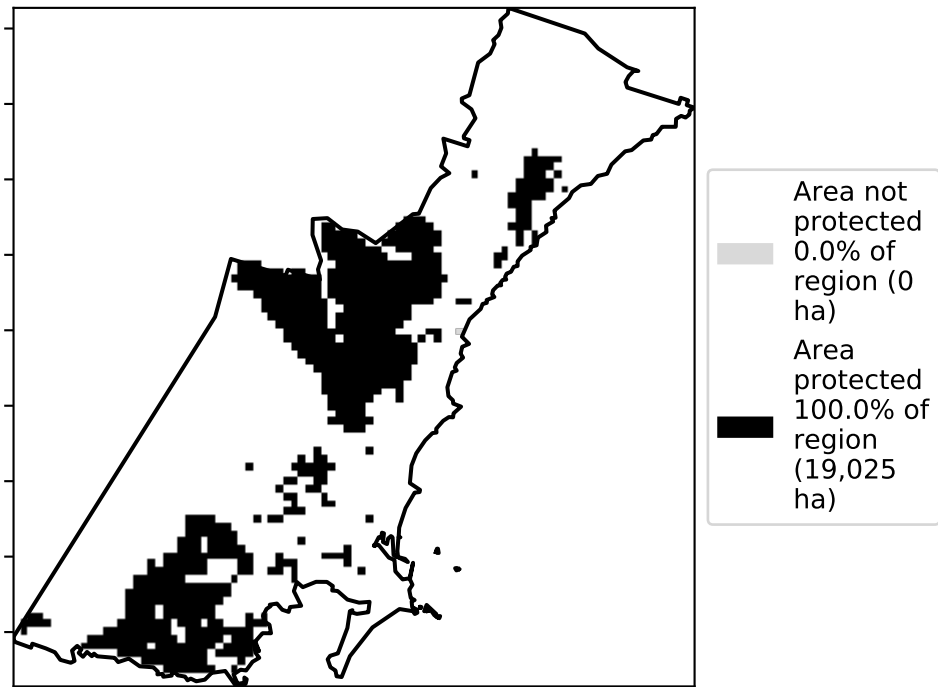 Area not
protected
0.0% of
region (0
ha)
Area
protected
100.0% of
region
(19,025
ha)